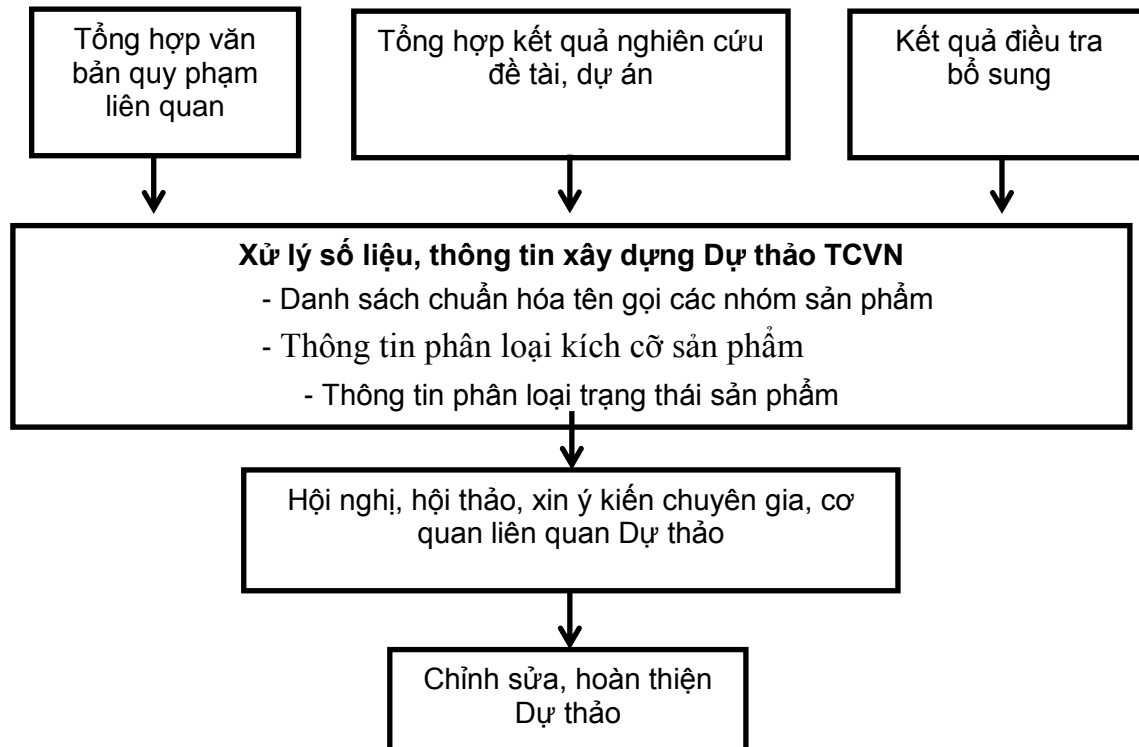 Tổng hợp văn
bản quy phạm
liên quan
Tổng hợp kết quả nghiên cứu
đề tài, dự án
Kết quả điều tra
bổ sung
Xử lý số liệu, thông tin xây dựng Dự thảo TCVN
- Danh sách chuẩn hóa tên gọi các nhóm sản phẩm
- Thông tin phân loại kích cỡ sản phẩm
- Thông tin phân loại trạng thái sản phẩm
Hội nghị, hội thảo, xin ý kiến chuyên gia, cơ
quan liên quan Dự thảo
Chỉnh sửa, hoàn thiện
Dự thảo